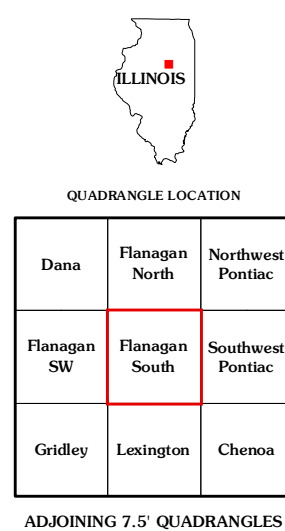 ILLINOIS
QUADRANGLE LOCATION
Dana
Flanagan
North
Northwest
Pontiac
Flanagan
SW
Flanagan
South
Southwest
Pontiac
Gridley
Lexington
Chenoa
ADJOINING 7.5' QUADRANGLES